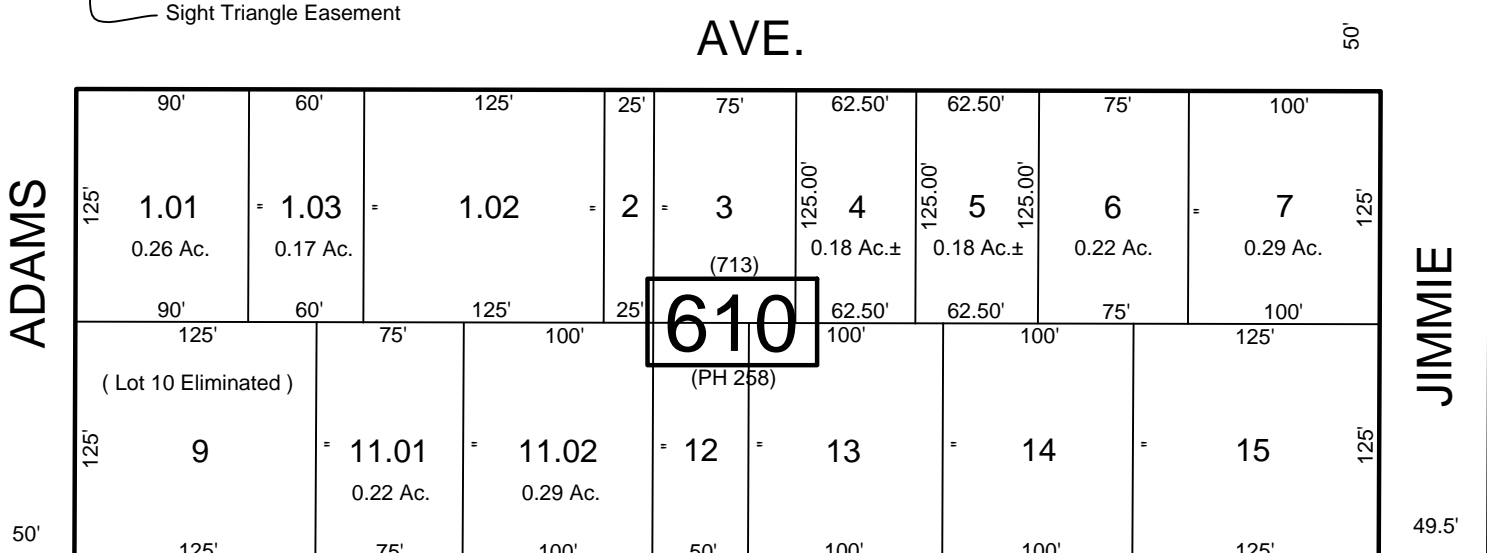 Sight Triangle Easement
AVE.
50'
90' 60' 125' 25' 75' 62.50' 62.50' 75' 100'
ADAMS
125' 1.01 = 1.03 = 1.02 = 2 = 3 125.00' 4 125.00' 5 125.00' 6 = 7 125'
0.26 Ac. 0.17 Ac. 0.18 Ac.± 0.18 Ac.± 0.22 Ac. 0.29 Ac.
(713)
JIMMIE
90' 60' 125' 25' 610 62.50' 62.50' 75' 100'
125' 75' 100' 100' 100' 125'
( Lot 10 Eliminated ) (PH 258)
125' 9 = 11.01 = 11.02 = 12 = 13 = 14 = 15 125'
0.22 Ac. 0.29 Ac.
50' 49.5'
125' 75' 100' 50' 100' 100' 125'